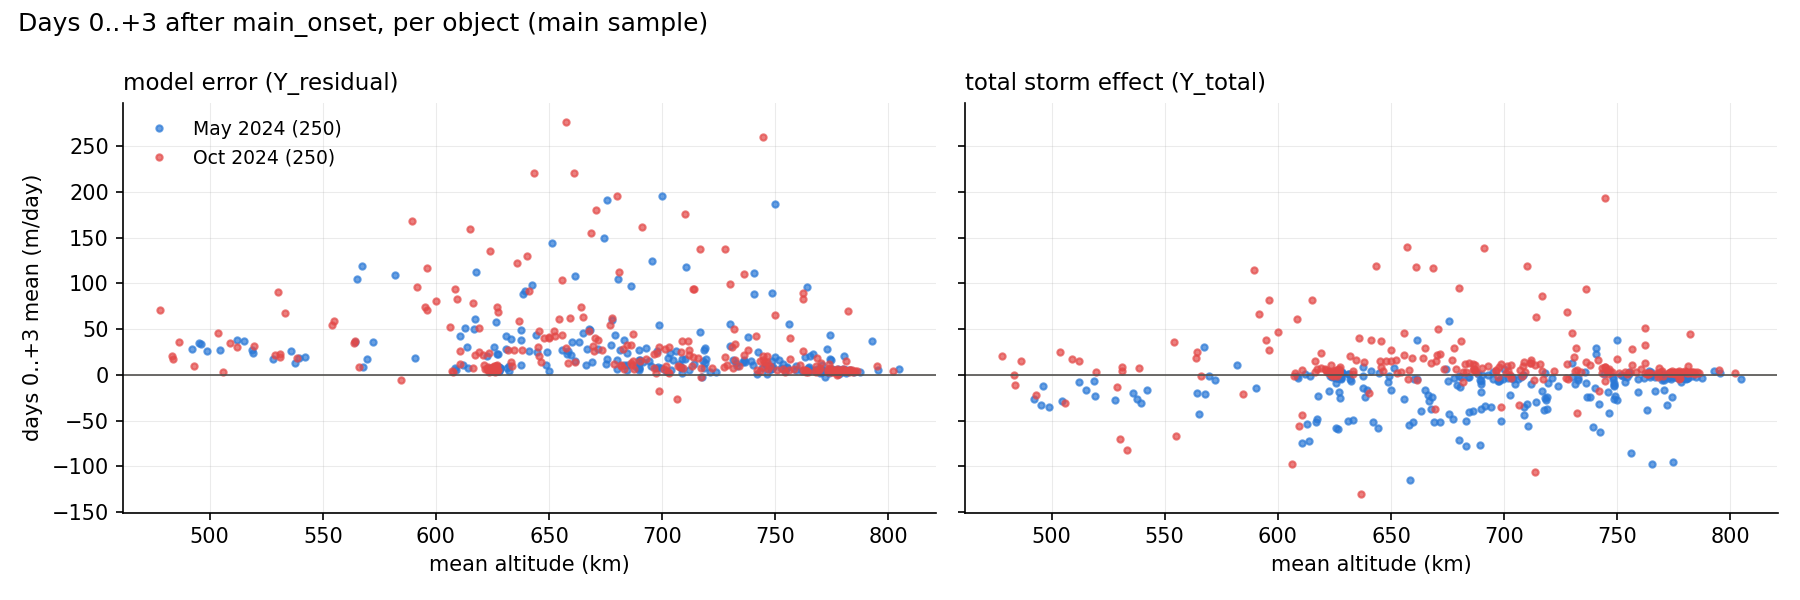 Days 0..+3 after main_onset, per object (main sample)
model error (Y_residual)
total storm effect (Y_total)
May 2024 (250)
Oct 2024 (250)
days 0..+3 mean (m/day)
250
200
150
100
50
0
−50
−100
−150
500 550 600 650 700 750 800
500 550 600 650 700 750 800
mean altitude (km)
mean altitude (km)